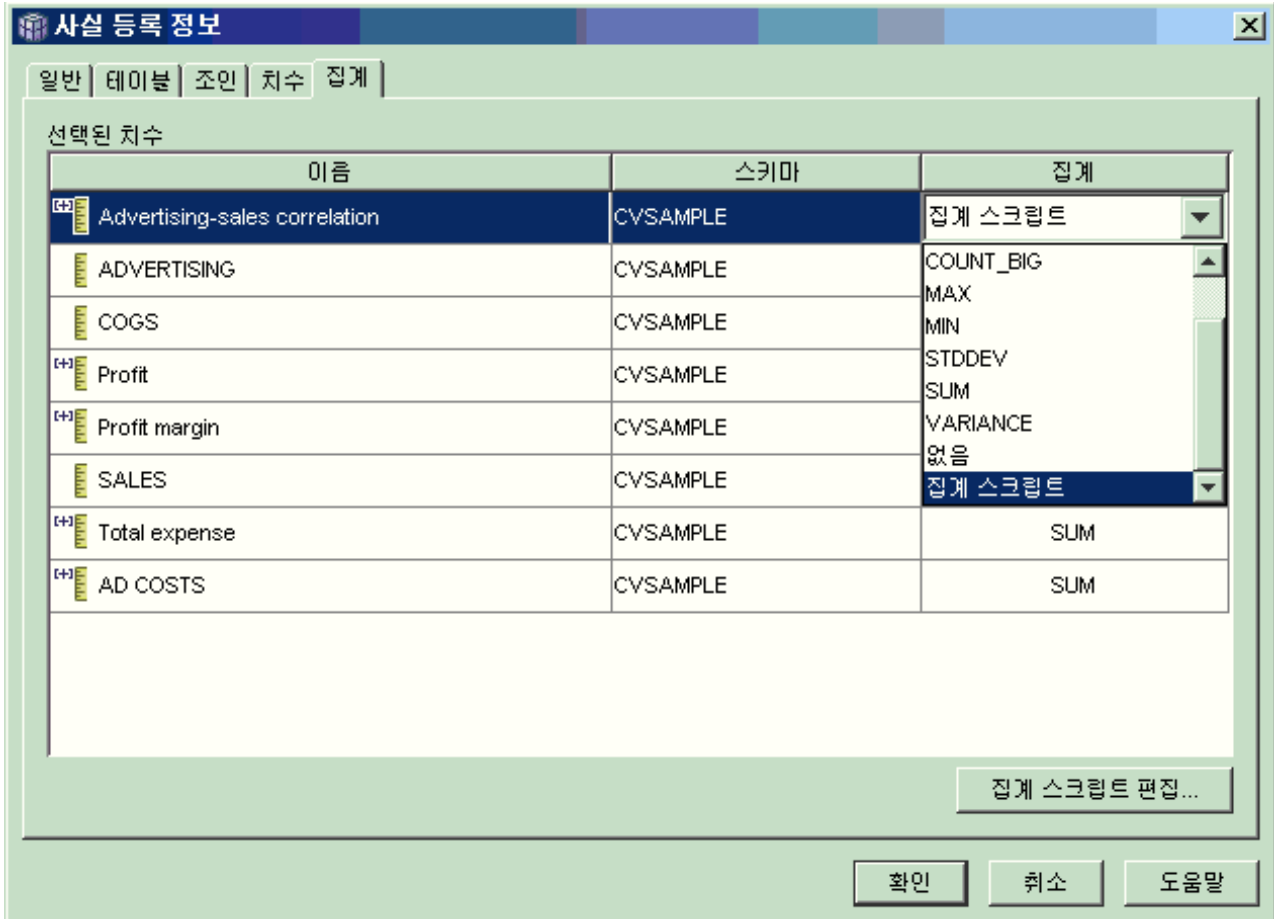 사실 등록 정보
일반 테이블 조인 치수 집계
선택된 치수
이름 스키마 집계
Advertising-sales correlation CVSAMPLE 집계 스크립트
ADVERTISING CVSAMPLE COUNT_BIG
MAX
COGS CVSAMPLE MIN
STDDEV
Profit CVSAMPLE SUM
Profit margin CVSAMPLE VARIANCE
없음
SALES CVSAMPLE 집계 스크립트
Total expense CVSAMPLE SUM
AD COSTS CVSAMPLE SUM
집계 스크립트 편집...
확인 취소 도움말